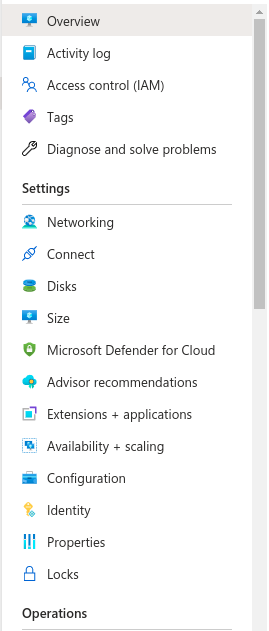 Overview
Activity log
Access control (IAM)
Tags
Diagnose and solve problems
Settings
Networking
Connect
Disks
Size
Microsoft Defender for Cloud
Advisor recommendations
Extensions + applications
Availability + scaling
Configuration
Identity
Properties
Locks
Operations